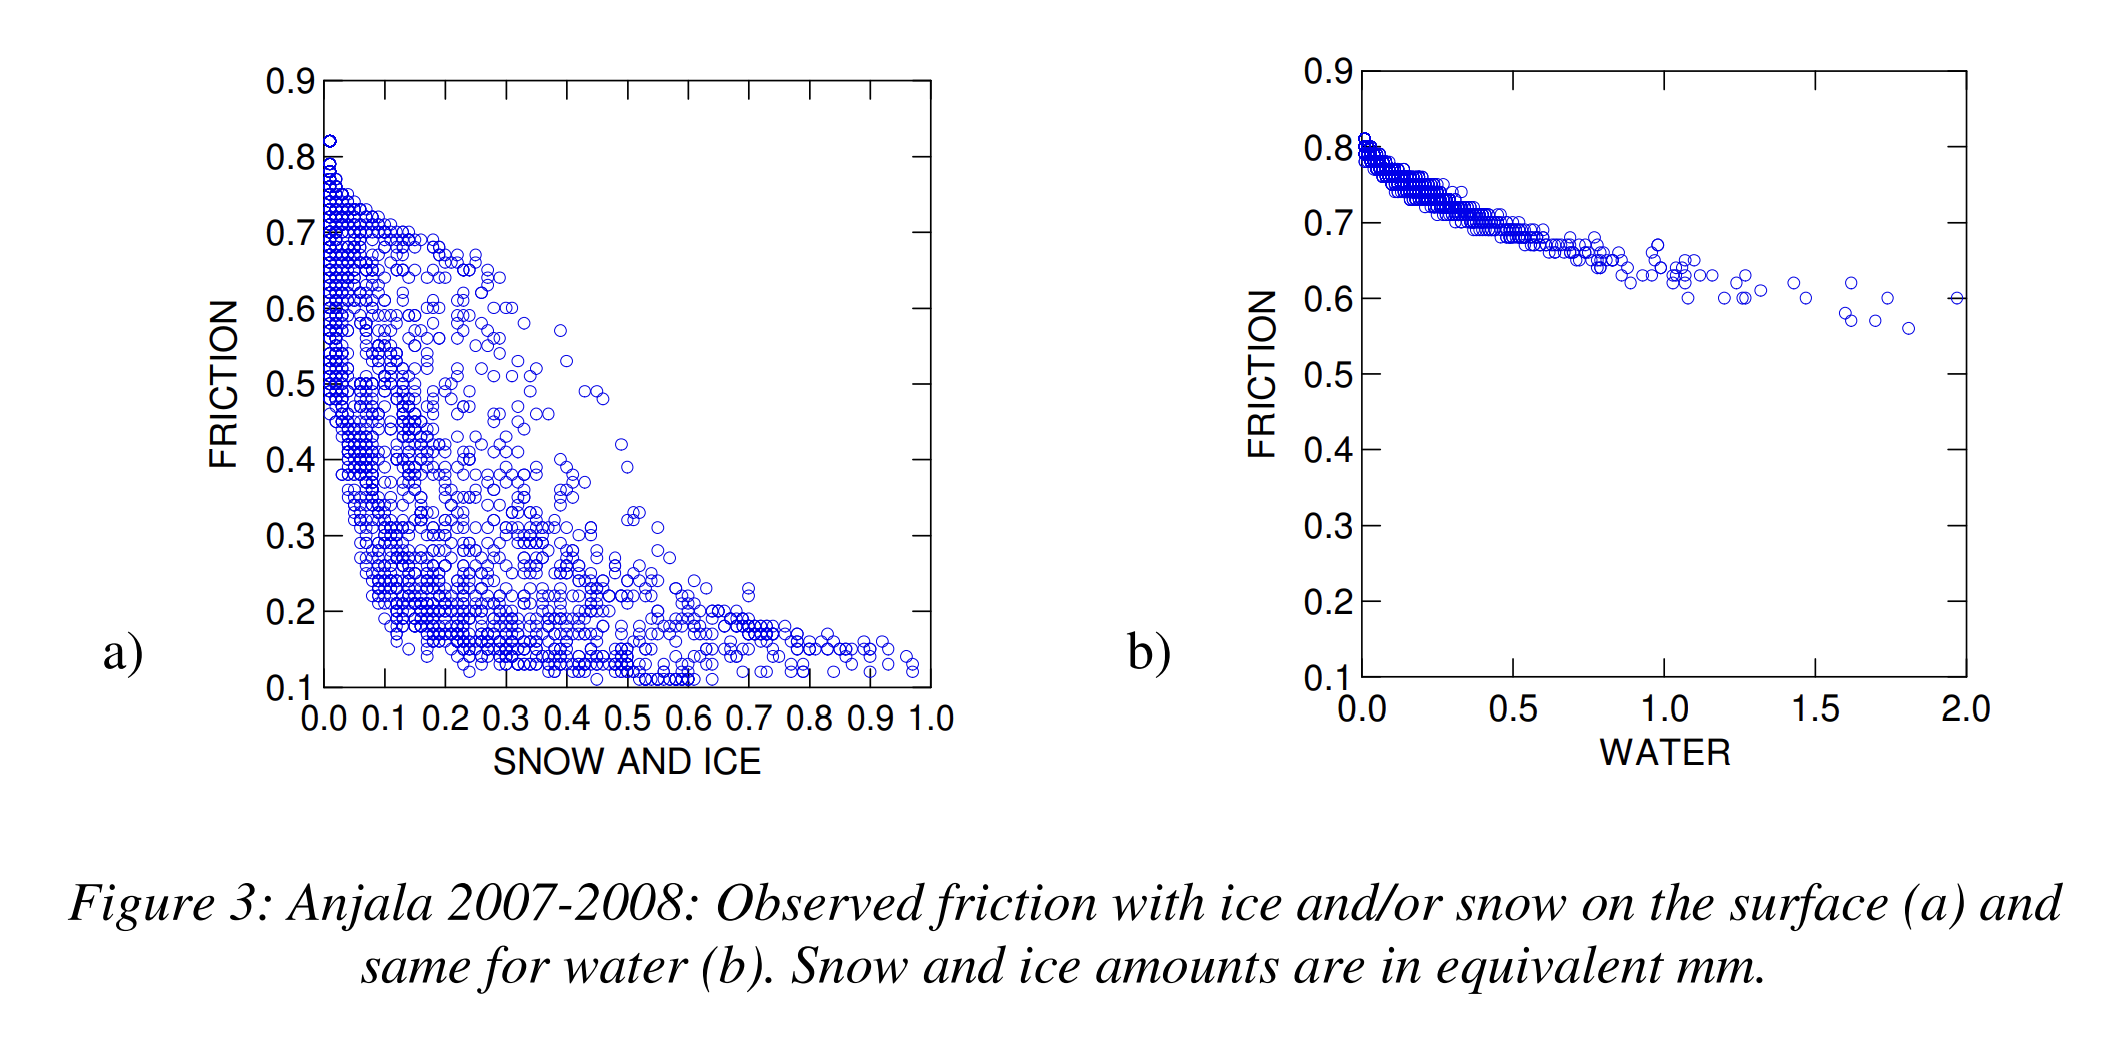 0.9
0.8
0.7
0.6
0.5
0.4
0.3
0.2
0.1
FRICTION
0.0 0.1 0.2 0.3 0.4 0.5 0.6 0.7 0.8 0.9 1.0
SNOW AND ICE
a)
0.9
0.8
0.7
0.6
0.5
0.4
0.3
0.2
0.1
FRICTION
0.0 0.5 1.0 1.5 2.0
WATER
b)
Figure 3: Anjala 2007-2008: Observed friction with ice and/or snow on the surface (a) and
same for water (b). Snow and ice amounts are in equivalent mm.